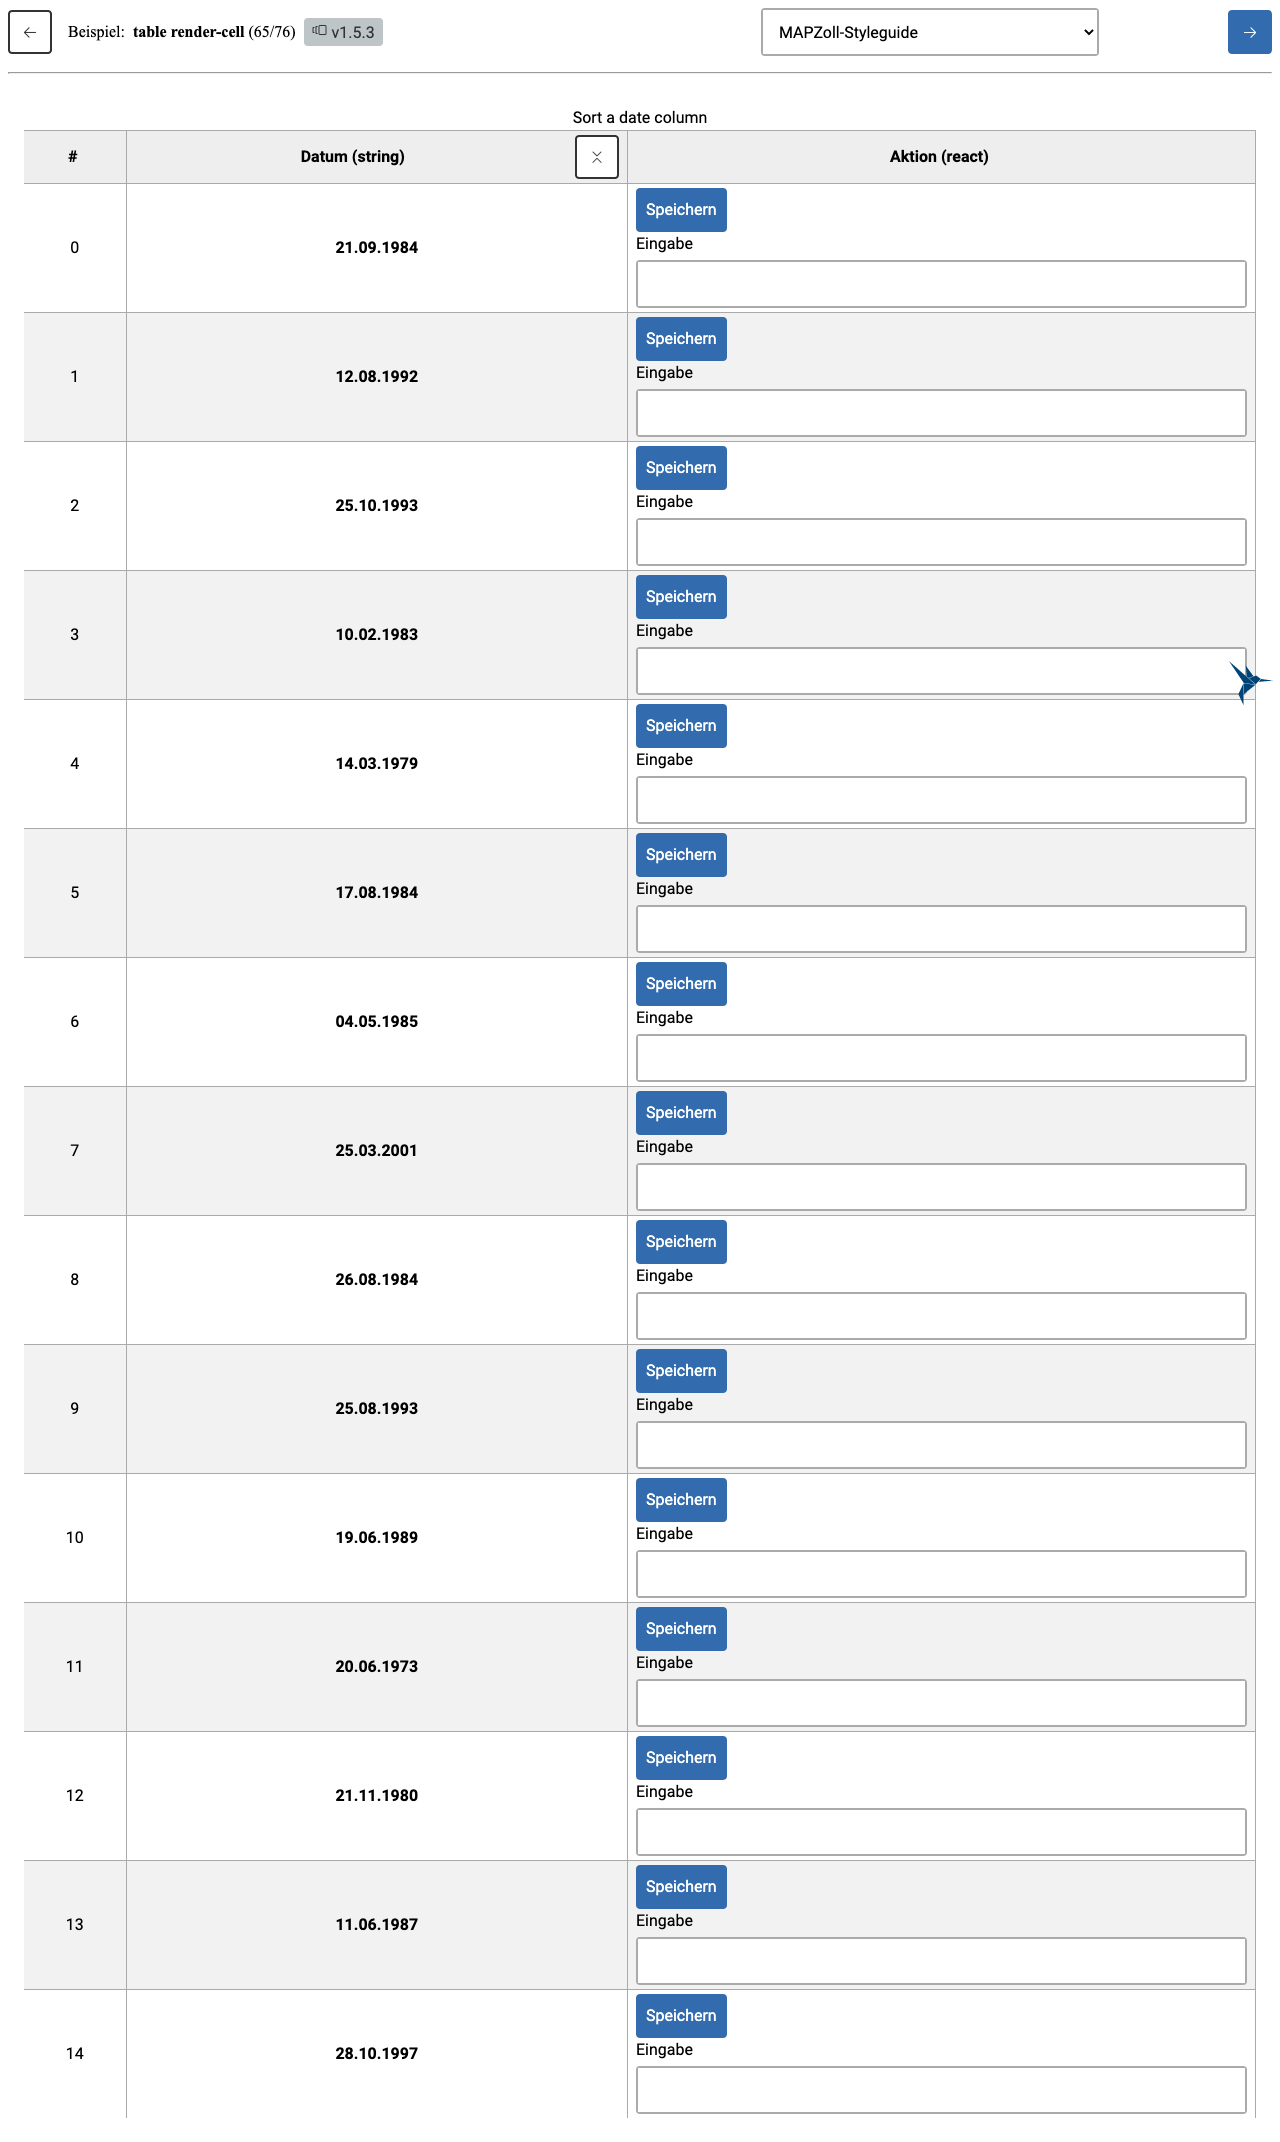 Beispiel: table render-cell (65/76) v1.5.3 MAPZoll-Styleguide
Sort a date column
# Datum (string) Aktion (react)
Speichern
0 21.09.1984 Eingabe
Speichern
1 12.08.1992 Eingabe
Speichern
2 25.10.1993 Eingabe
Speichern
3 10.02.1983 Eingabe
Speichern
4 14.03.1979 Eingabe
Speichern
5 17.08.1984 Eingabe
Speichern
6 04.05.1985 Eingabe
Speichern
7 25.03.2001 Eingabe
Speichern
8 26.08.1984 Eingabe
Speichern
9 25.08.1993 Eingabe
Speichern
10 19.06.1989 Eingabe
Speichern
11 20.06.1973 Eingabe
Speichern
12 21.11.1980 Eingabe
Speichern
13 11.06.1987 Eingabe
Speichern
14 28.10.1997 Eingabe